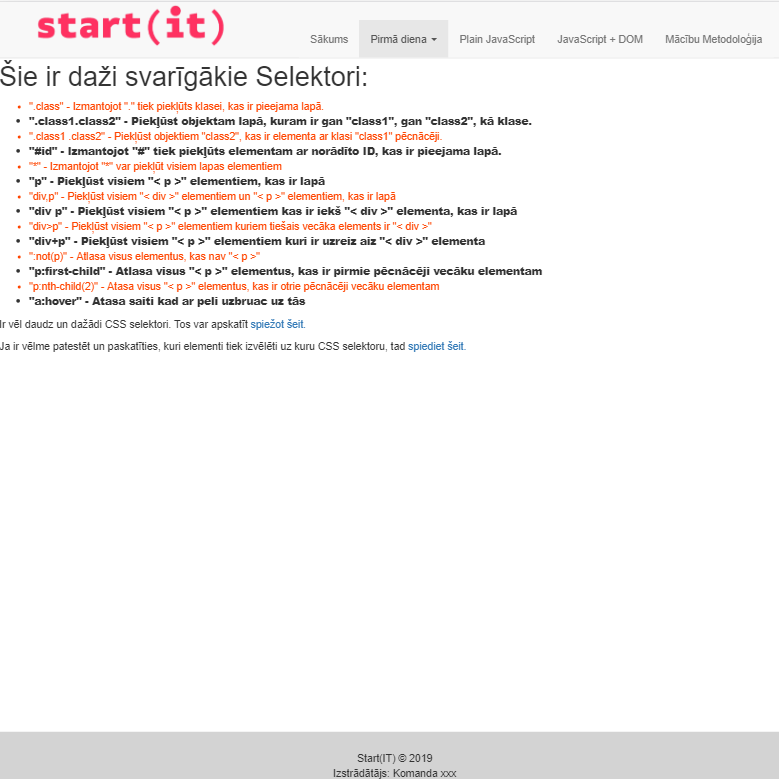 start(it)
Sākums Pirmā diena Plain JavaScript JavaScript + DOM Mācību Metodoloģija
Šie ir daži svarīgākie Selektori:
".class" - Izmantojot "." tiek piekļūts klasei, kas ir pieejama lapā.
".class1.class2" - Piekļūst objektam lapā, kuram ir gan "class1", gan "class2", kā klase.
".class1 .class2" - Piekļūst objektiem "class2", kas ir elementa ar klasi "class1" pēcnācēji.
"#id" - Izmantojot "#" tiek piekļūts elementam ar norādīto ID, kas ir pieejama lapā.
"*" - Izmantojot "*" var piekļūt visiem lapas elementiem
"p" - Piekļūst visiem "< p >" elementiem, kas ir lapā
"div,p" - Piekļūst visiem "< div >" elementiem un "< p >" elementiem, kas ir lapā
"div p" - Piekļūst visiem "< p >" elementiem kas ir iekš "< div >" elementa, kas ir lapā
"div>p" - Piekļūst visiem "< p >" elementiem kuriem tiešais vecāka elements ir "< div >"
"div+p" - Piekļūst visiem "< p >" elementiem kuri ir uzreiz aiz "< div >" elementa
":not(p)" - Atlasa visus elementus, kas nav "< p >"
"p:first-child" - Atlasa visus "< p >" elementus, kas ir pirmie pēcnācēji vecāku elementam
"p:nth-child(2)" - Atasa visus "< p >" elementus, kas ir otrie pēcnācēji vecāku elementam
"a:hover" - Atasa saiti kad ar peli uzbruac uz tās
Ir vēl daudz un dažādi CSS selektori. Tos var apskatīt spiežot šeit.
Ja ir vēlme patestēt un paskatīties, kuri elementi tiek izvēlēti uz kuru CSS selektoru, tad spiediet šeit.
Start(IT) © 2019
Izstrādātājs: Komanda xxx